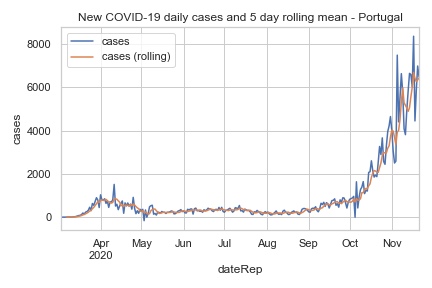 New COVID-19 daily cases and 5 day rolling mean - Portugal
cases
cases (rolling)
8000
6000
4000
2000
0
cases
Apr
2020
May
Jun
Jul
Aug
Sep
Oct
Nov
dateRep